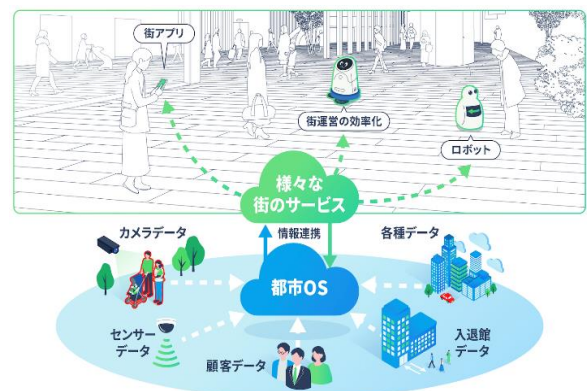 街アプリ
街運営の効率化
ロボット
様々な
街のサービス
カメラデータ
情報連携
各種データ
都市OS
センサー
データ
顧客データ
入退館
データ